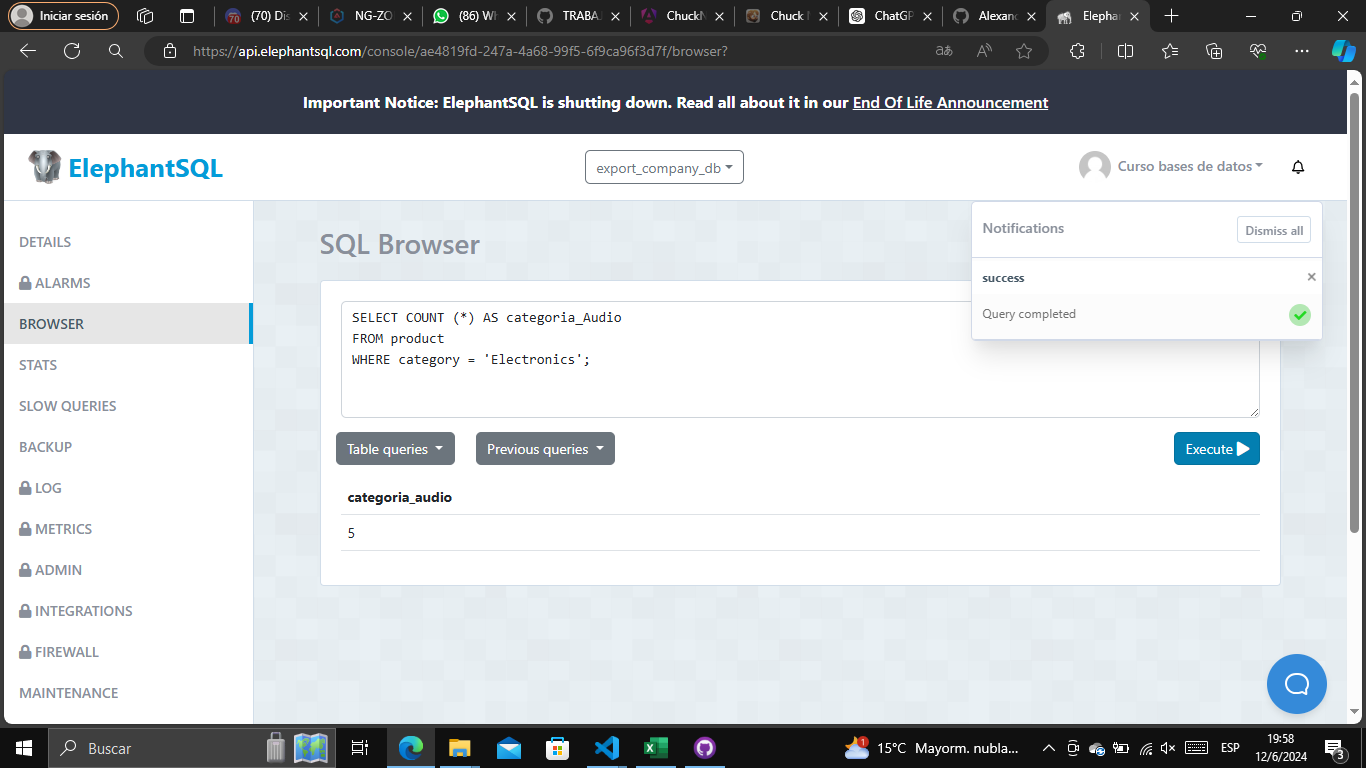 Iniciar sesión
(70) Dis
NG-ZO
(86) Wh
TRABA
ChuckN
Chuck
ChatGP
Alexand
Elephan
https://api.elephantsql.com/console/ae4819fd-247a-4a68-99f5-6f9ca96f3d7f/browser?
Important Notice: ElephantSQL is shutting down. Read all about it in our End Of Life Announcement
ElephantSQL
export_company_db
Curso bases de datos
DETAILS
ALARMS
BROWSER
STATS
SLOW QUERIES
BACKUP
LOG
METRICS
ADMIN
INTEGRATIONS
FIREWALL
MAINTENANCE
SQL Browser
Notifications
Dismiss all
success
Query completed
SELECT COUNT (*) AS categoria_Audio
FROM product
WHERE category = 'Electronics';
Table queries
Previous queries
Execute
categoria_audio
5
Buscar
15°C Mayorm. nubla...
ESP
19:58
12/6/2024
3